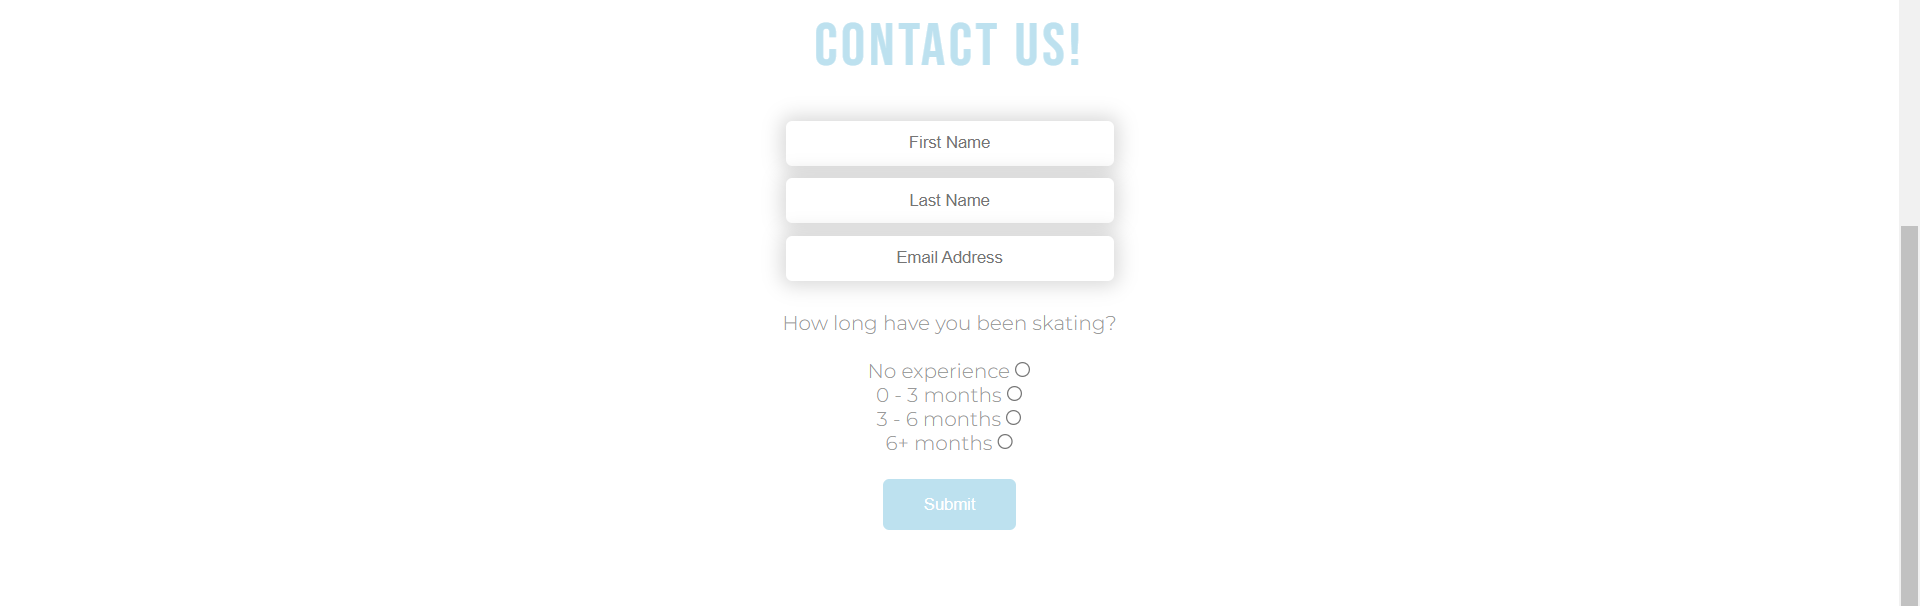 CONTACT US!
First Name
Last Name
Email Address
How long have you been skating?
No experience
0 - 3 months
3 - 6 months
6+ months
Submit